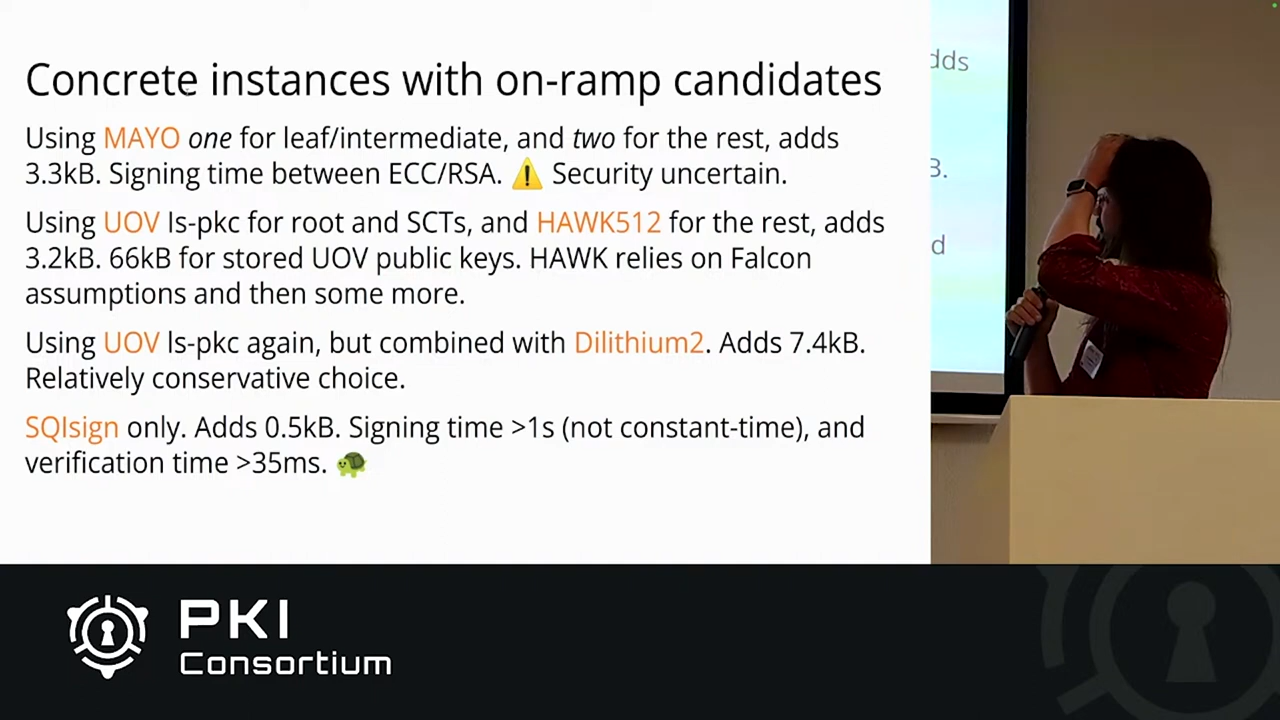 Concrete instances with on-ramp candidates
Using MAYO one for leaf/intermediate, and two for the rest, adds
3.3kB. Signing time between ECC/RSA. ⚠️ Security uncertain.
Using UOV ls-pkc for root and SCTs, and HAWK512 for the rest, adds
3.2kB. 66kB for stored UOV public keys. HAWK relies on Falcon
assumptions and then some more.
Using UOV ls-pkc again, but combined with Dilithium2. Adds 7.4kB.
Relatively conservative choice.
SQIsign only. Adds 0.5kB. Signing time >1s (not constant-time), and
verification time >35ms. 🐢
dds
B.
d
PKI
Consortium